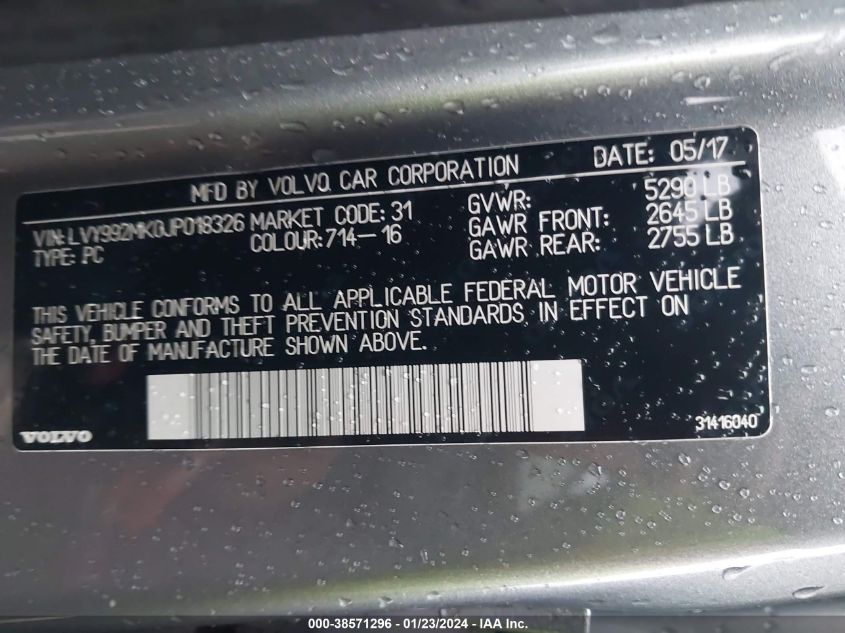 MFD BY VOLVO CAR CORPORATION DATE: 05/17
VIN: LVY992MK0JP018326 MARKET CODE: 31 GVWR: 5290 LB
TYPE: PC COLOUR: 714-16 GAWR FRONT: 2645 LB
GAWR REAR: 2755 LB
THIS VEHICLE CONFORMS TO ALL APPLICABLE FEDERAL MOTOR VEHICLE
SAFETY, BUMPER AND THEFT PREVENTION STANDARDS IN EFFECT ON
THE DATE OF MANUFACTURE SHOWN ABOVE.
VOLVO 31416040
000-38571296 - 01/23/2024 - IAA Inc.